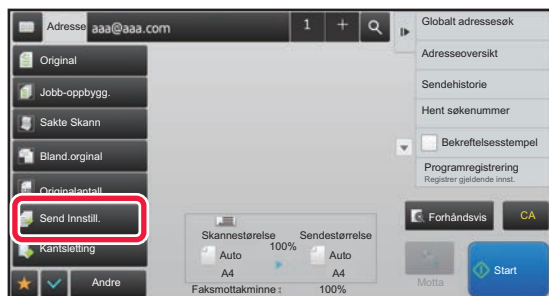 Adresse aaa@aaa.com 1 +
Original
Jobb-oppbygg.
Sakte Skann
Bland.orginal
Originalantall
Send Innstill.
Kantsletting
Andre
Skannestørelse Sendestørrelse
100%
Auto Auto
A4 A4
Faksmottakminne : 100%
Globalt adressesøk
Adresseoversikt
Sendehistorie
Hent søkenummer
Bekreftelsesstempel
Programregistrering
Registrer gjeldende innst.
Forhåndsvis CA
Motta Start